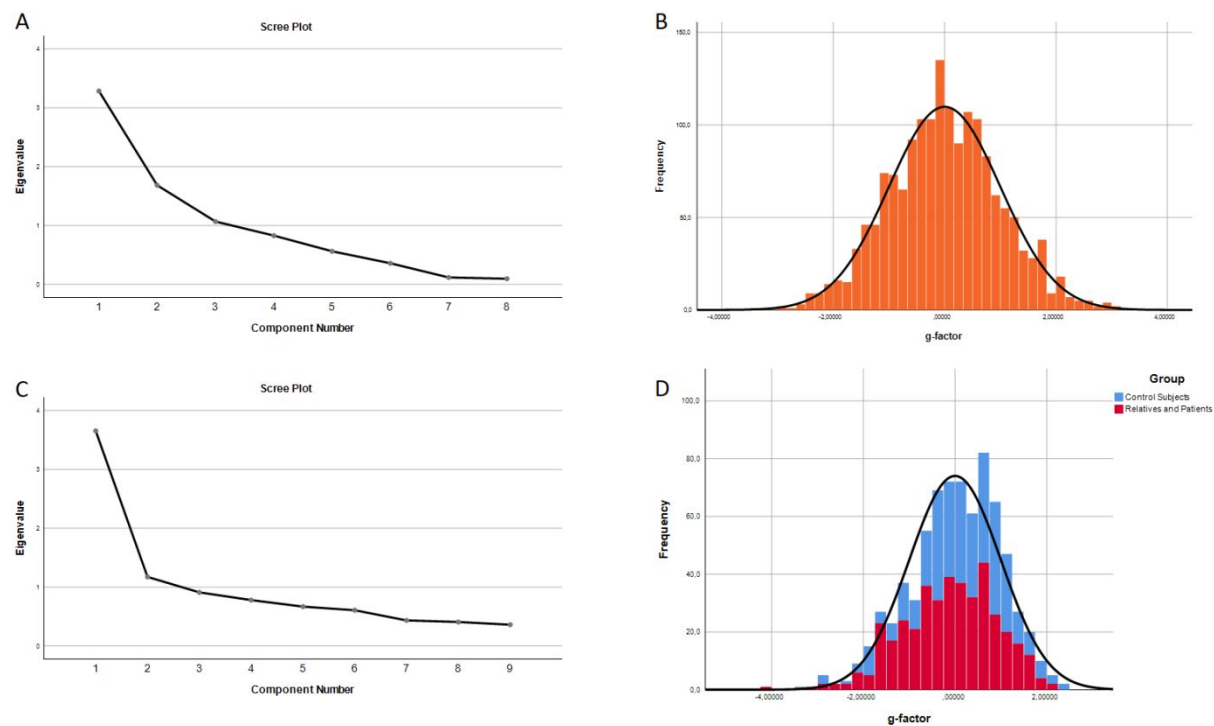 A
Scree Plot
Eigenvalue
4
3
2
1
0
1 2 3 4 5 6 7 8
Component Number
B
Frequency
150,0
100,0
50,0
0,0
-4,00000 -2,00000 ,00000 2,00000 4,00000
g-factor
C
Scree Plot
Eigenvalue
4
3
2
1
0
1 2 3 4 5 6 7 8 9
Component Number
D
Group
Control Subjects
Relatives and Patients
Frequency
100,0
80,0
60,0
40,0
20,0
0,0
-4,00000 -2,00000 ,00000 2,00000
g-factor